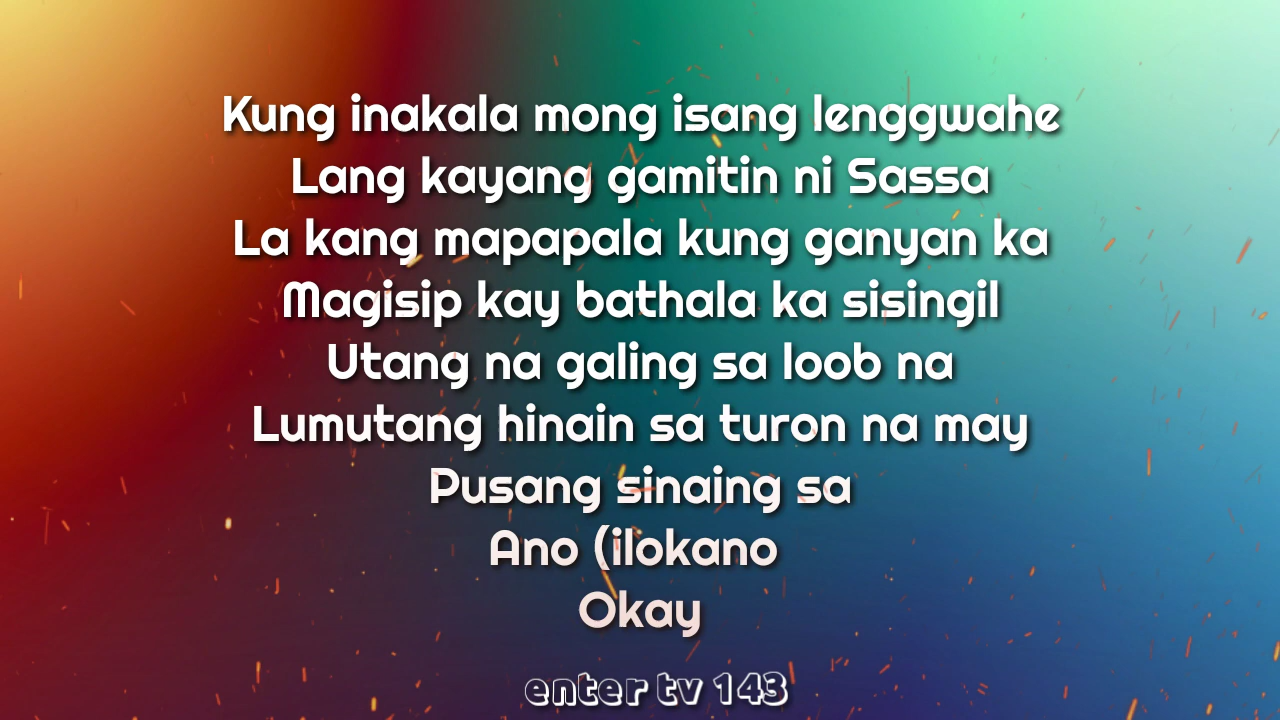 Kung inakala mong isang lenggwahe
Lang kayang gamitin ni Sassa
La kang mapapala kung ganyan ka
Magisip kay bathala ka sisingil
Utang na galing sa loob na
Lumutang hinain sa turon na may
Pusang sinaing sa
Ano (ilokano
Okay
enter tv 143